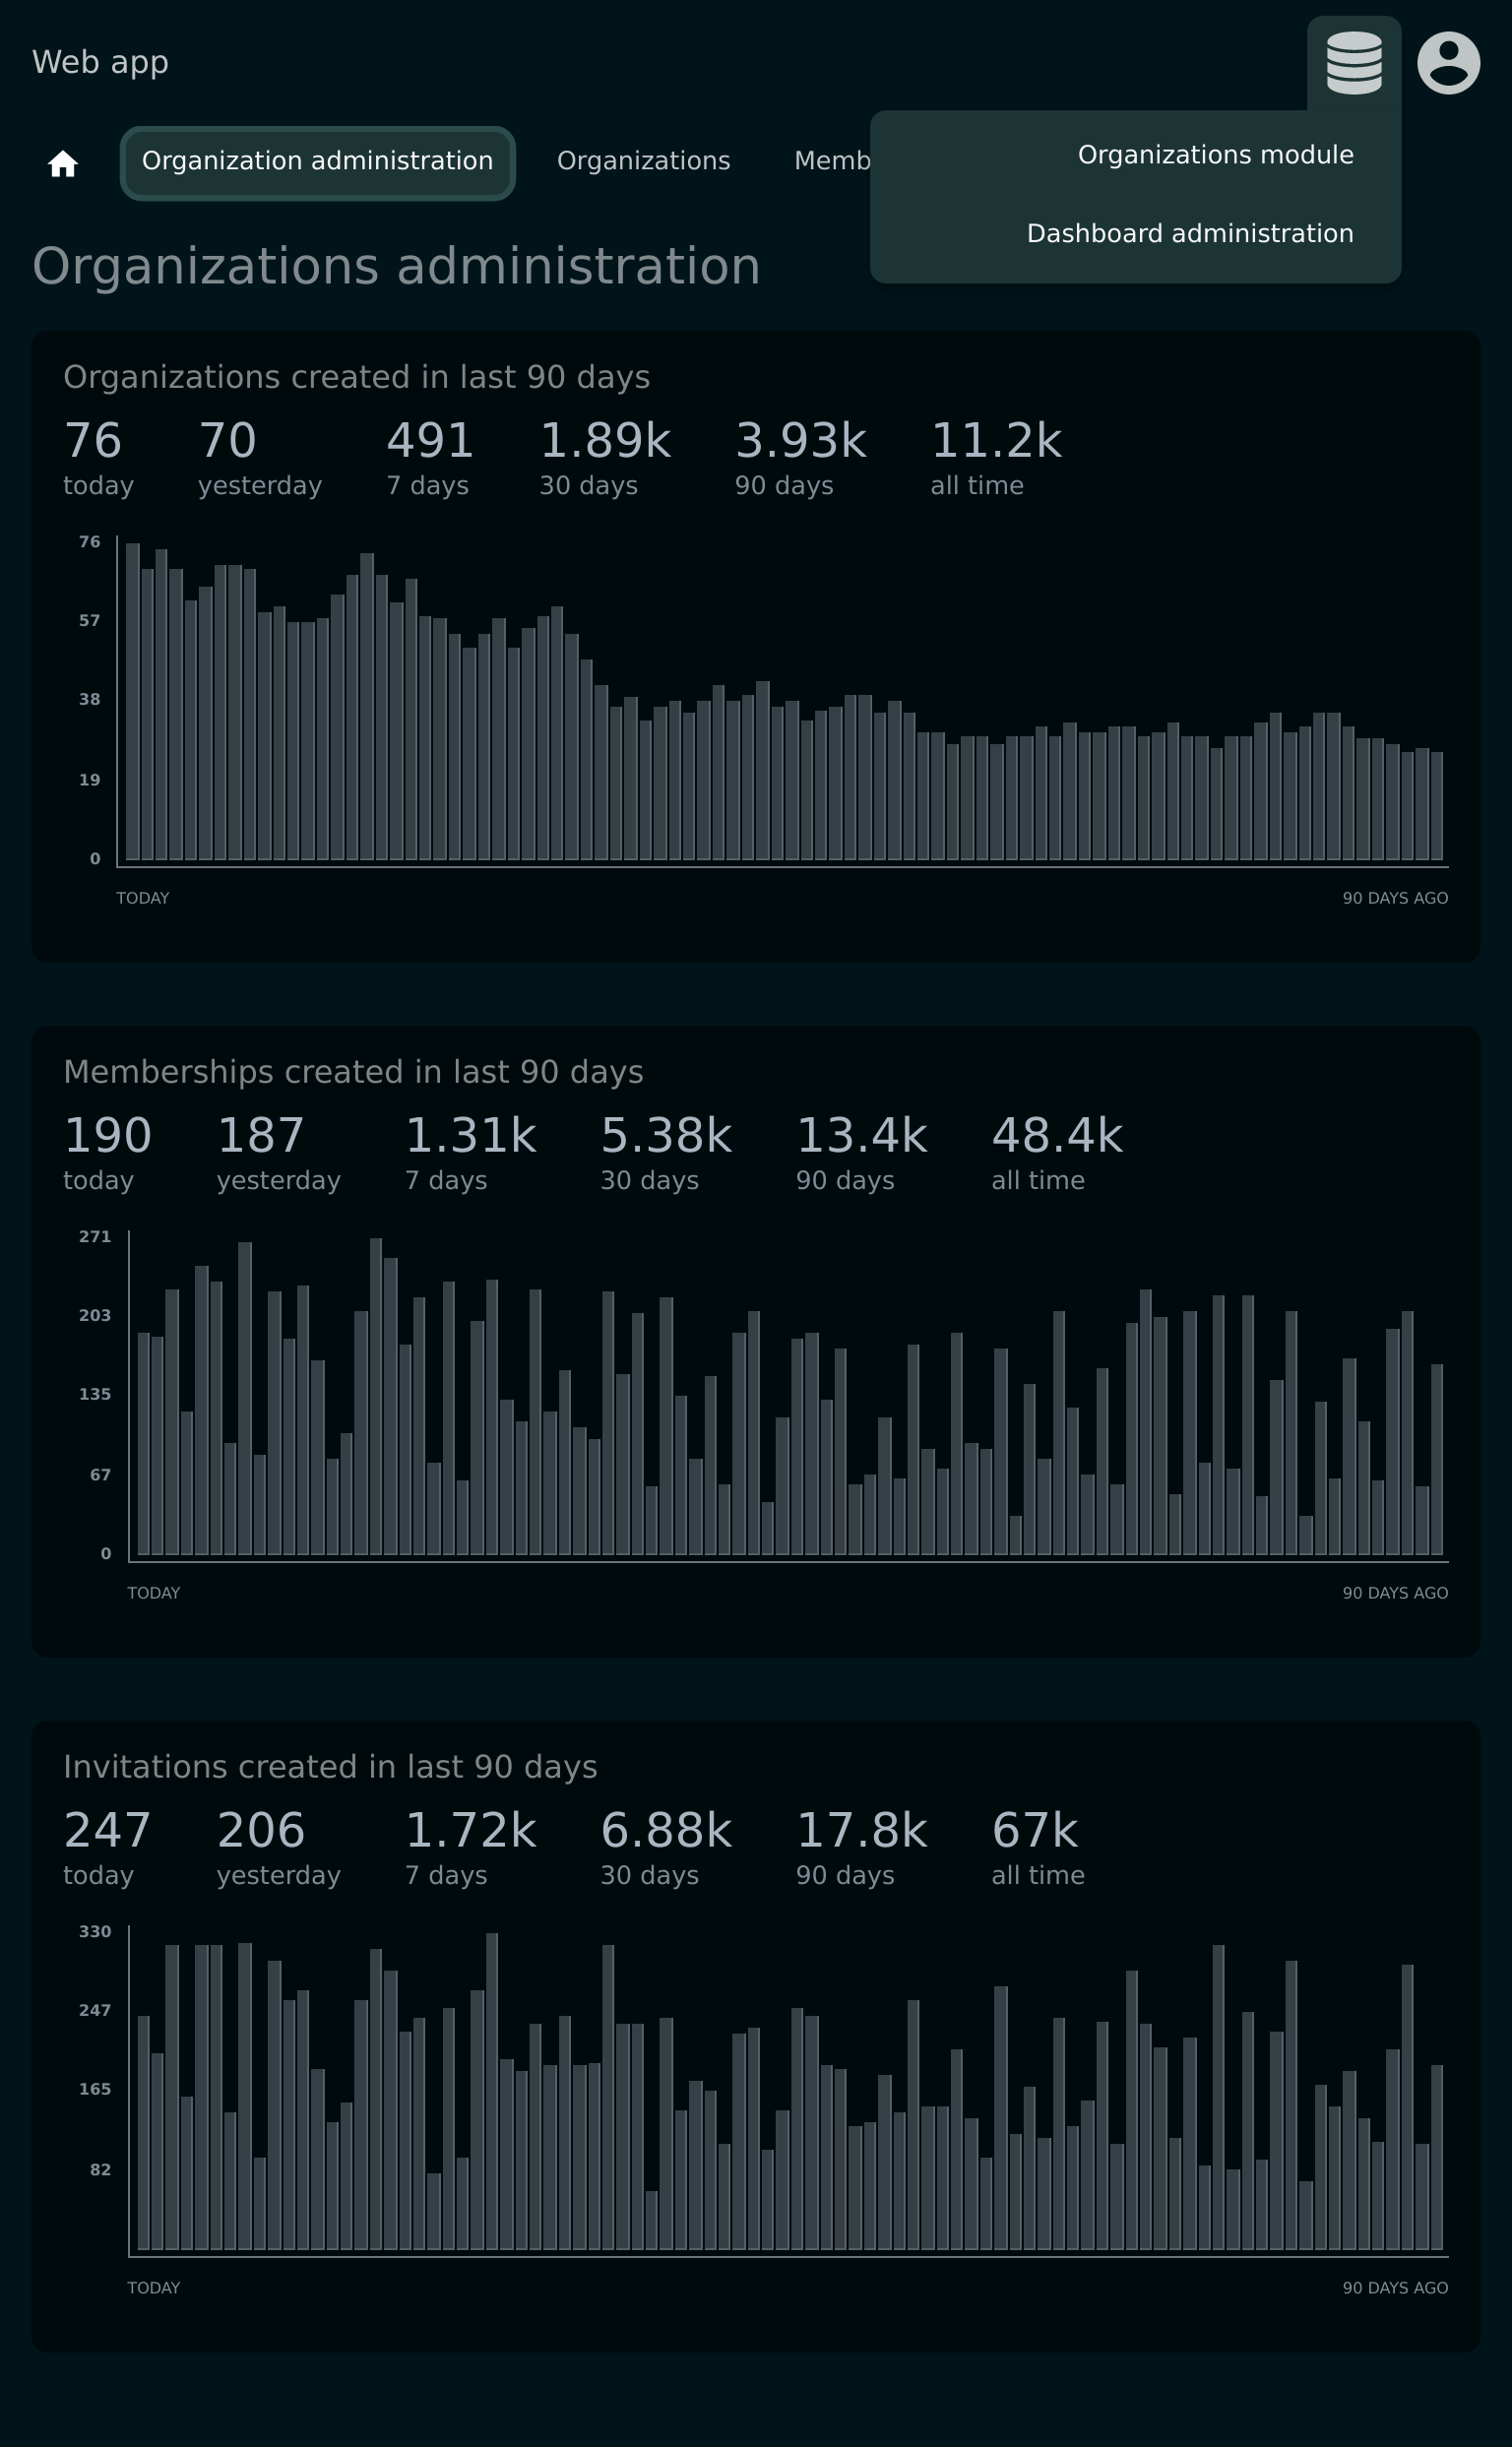 Web app
Organization administration Organizations Memb
Organizations module
Dashboard administration
Organizations administration
Organizations created in last 90 days
76 70 491 1.89k 3.93k 11.2k
today yesterday 7 days 30 days 90 days all time
76
57
38
19
0
TODAY 90 DAYS AGO
Memberships created in last 90 days
190 187 1.31k 5.38k 13.4k 48.4k
today yesterday 7 days 30 days 90 days all time
271
203
135
67
0
TODAY 90 DAYS AGO
Invitations created in last 90 days
247 206 1.72k 6.88k 17.8k 67k
today yesterday 7 days 30 days 90 days all time
330
247
165
82
TODAY 90 DAYS AGO